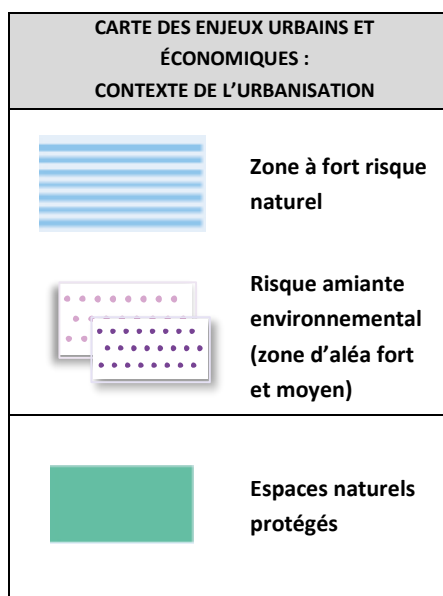 CARTE DES ENJEUX URBAINS ET
ÉCONOMIQUES :
CONTEXTE DE L’URBANISATION
Zone à fort risque
naturel
Risque amiante
environnemental
(zone d’aléa fort
et moyen)
Espaces naturels
protégés